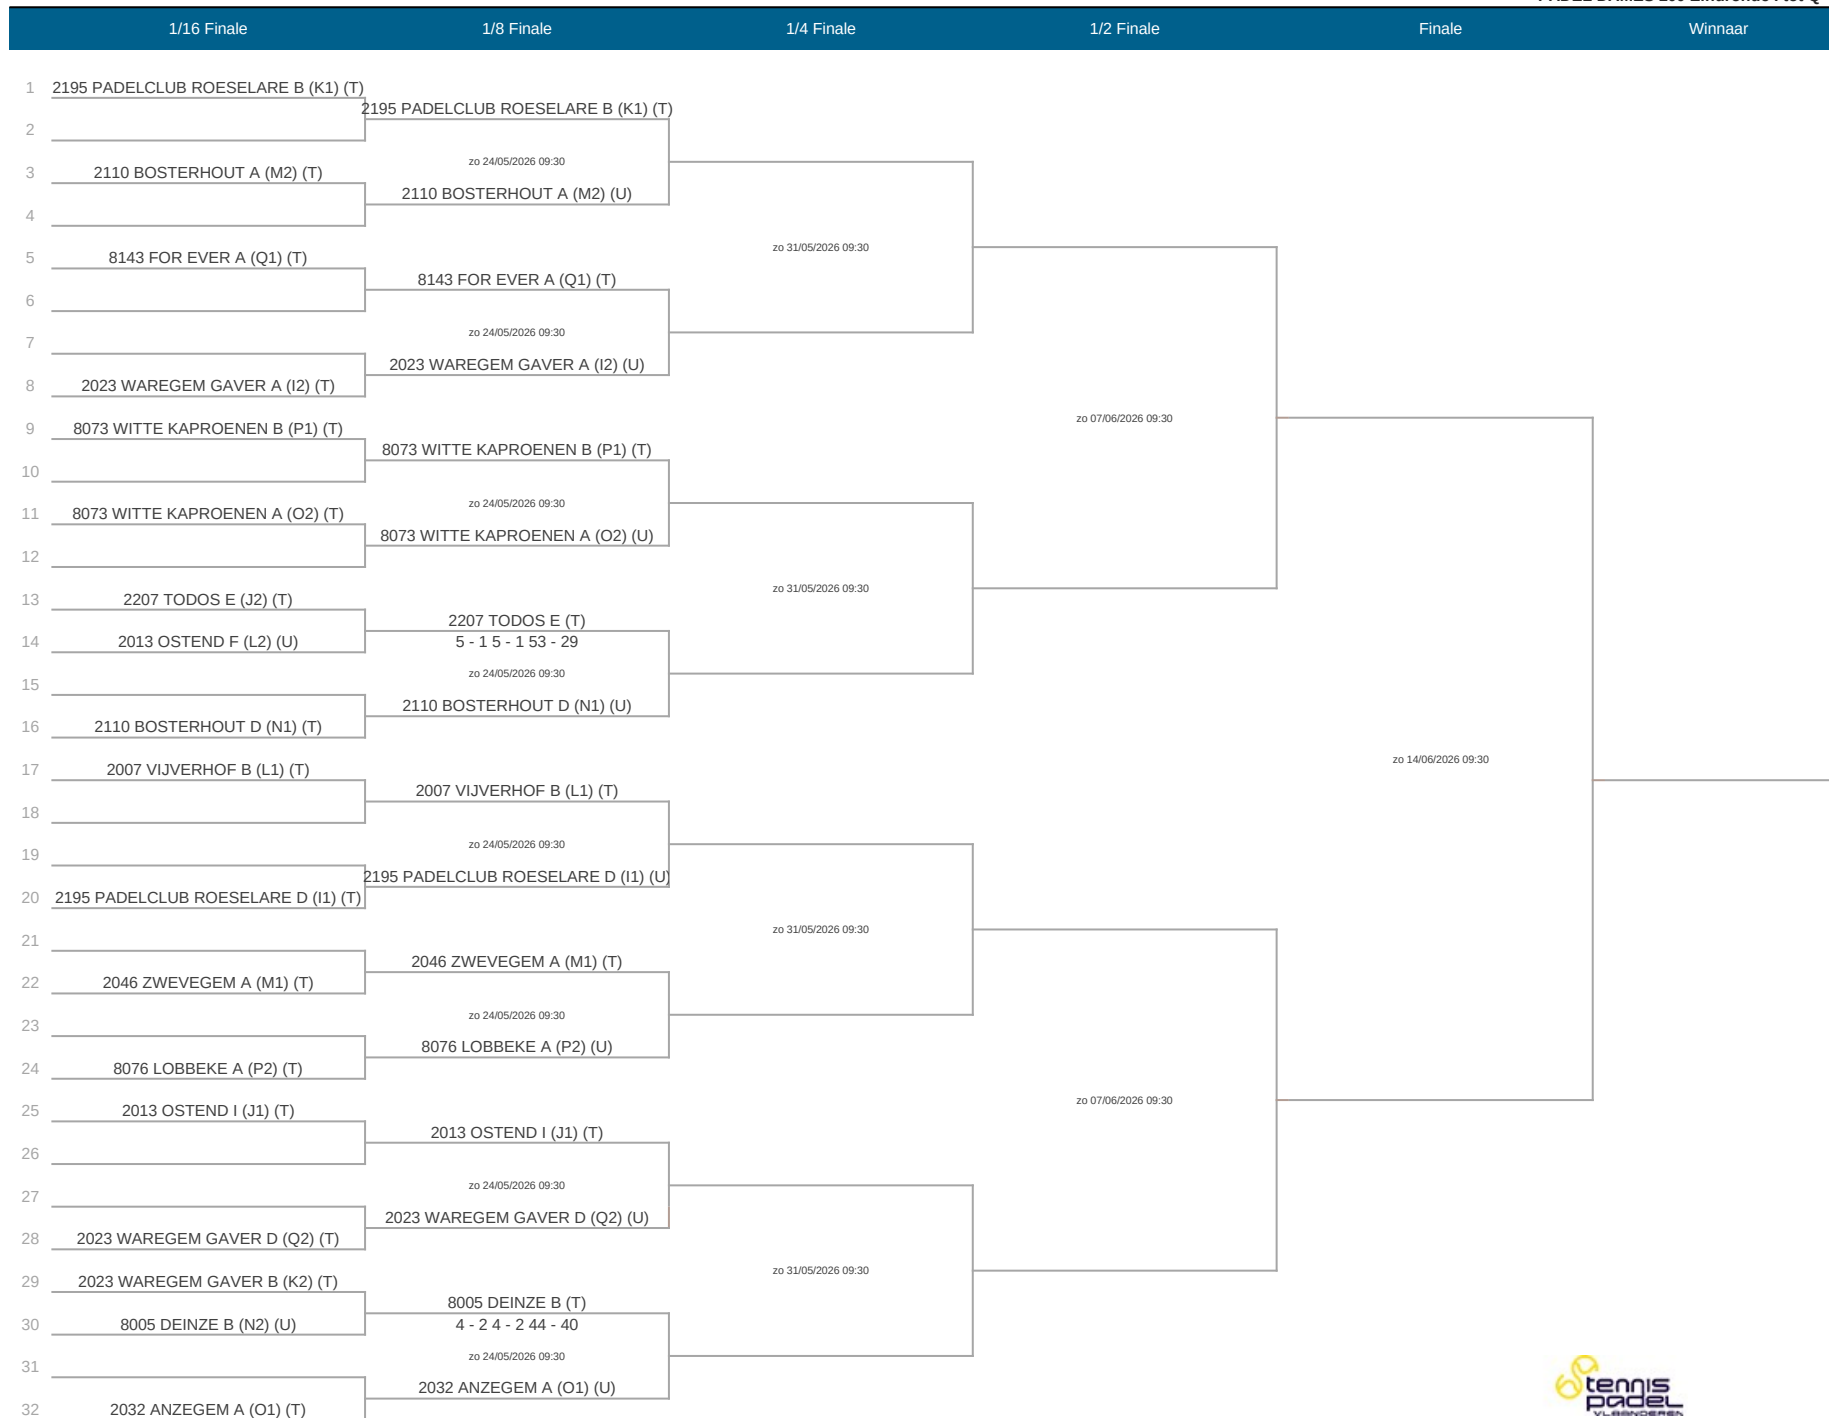 1/16 Finale 1/8 Finale 1/4 Finale 1/2 Finale Finale Winnaar
1 2195 PADELCLUB ROESELARE B (K1) (T)
2195 PADELCLUB ROESELARE B (K1) (T)
2
zo 24/05/2026 09:30
3 2110 BOSTERHOUT A (M2) (T)
2110 BOSTERHOUT A (M2) (U)
4
zo 31/05/2026 09:30
5 8143 FOR EVER A (Q1) (T)
8143 FOR EVER A (Q1) (T)
6
zo 24/05/2026 09:30
7
2023 WAREGEM GAVER A (I2) (U)
8 2023 WAREGEM GAVER A (I2) (T)
zo 07/06/2026 09:30
9 8073 WITTE KAPROENEN B (P1) (T)
8073 WITTE KAPROENEN B (P1) (T)
10
zo 24/05/2026 09:30
11 8073 WITTE KAPROENEN A (O2) (T)
8073 WITTE KAPROENEN A (O2) (U)
12
zo 31/05/2026 09:30
13 2207 TODOS E (J2) (T)
2207 TODOS E (T)
14 2013 OSTEND F (L2) (U)
5 - 1 5 - 1 53 - 29
zo 24/05/2026 09:30
15
2110 BOSTERHOUT D (N1) (U)
16 2110 BOSTERHOUT D (N1) (T)
zo 14/06/2026 09:30
17 2007 VIJVERHOF B (L1) (T)
2007 VIJVERHOF B (L1) (T)
18
zo 24/05/2026 09:30
19
2195 PADELCLUB ROESELARE D (I1) (U)
20 2195 PADELCLUB ROESELARE D (I1) (T)
zo 31/05/2026 09:30
21
2046 ZWEVEGEM A (M1) (T)
22 2046 ZWEVEGEM A (M1) (T)
zo 24/05/2026 09:30
23
8076 LOBBEKE A (P2) (U)
24 8076 LOBBEKE A (P2) (T)
zo 07/06/2026 09:30
25 2013 OSTEND I (J1) (T)
2013 OSTEND I (J1) (T)
26
zo 24/05/2026 09:30
27
2023 WAREGEM GAVER D (Q2) (U)
28 2023 WAREGEM GAVER D (Q2) (T)
zo 31/05/2026 09:30
29 2023 WAREGEM GAVER B (K2) (T)
8005 DEINZE B (T)
30 8005 DEINZE B (N2) (U)
4 - 2 4 - 2 44 - 40
zo 24/05/2026 09:30
31
2032 ANZEGEM A (O1) (U)
32 2032 ANZEGEM A (O1) (T)
tennis
padel
VLAANDEREN